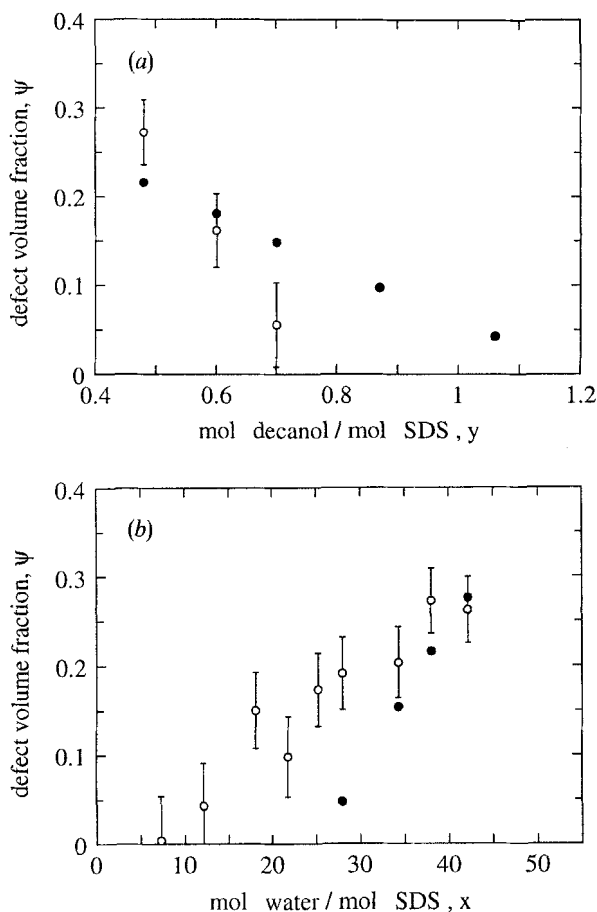 0.4
(a)
0.3
0.2
0.1
0
defect volume fraction, ψ
0.4 0.6 0.8 1 1.2
mol decanol / mol SDS , y
0.4
(b)
0.3
0.2
0.1
0
defect volume fraction, ψ
0 10 20 30 40 50
mol water / mol SDS , x